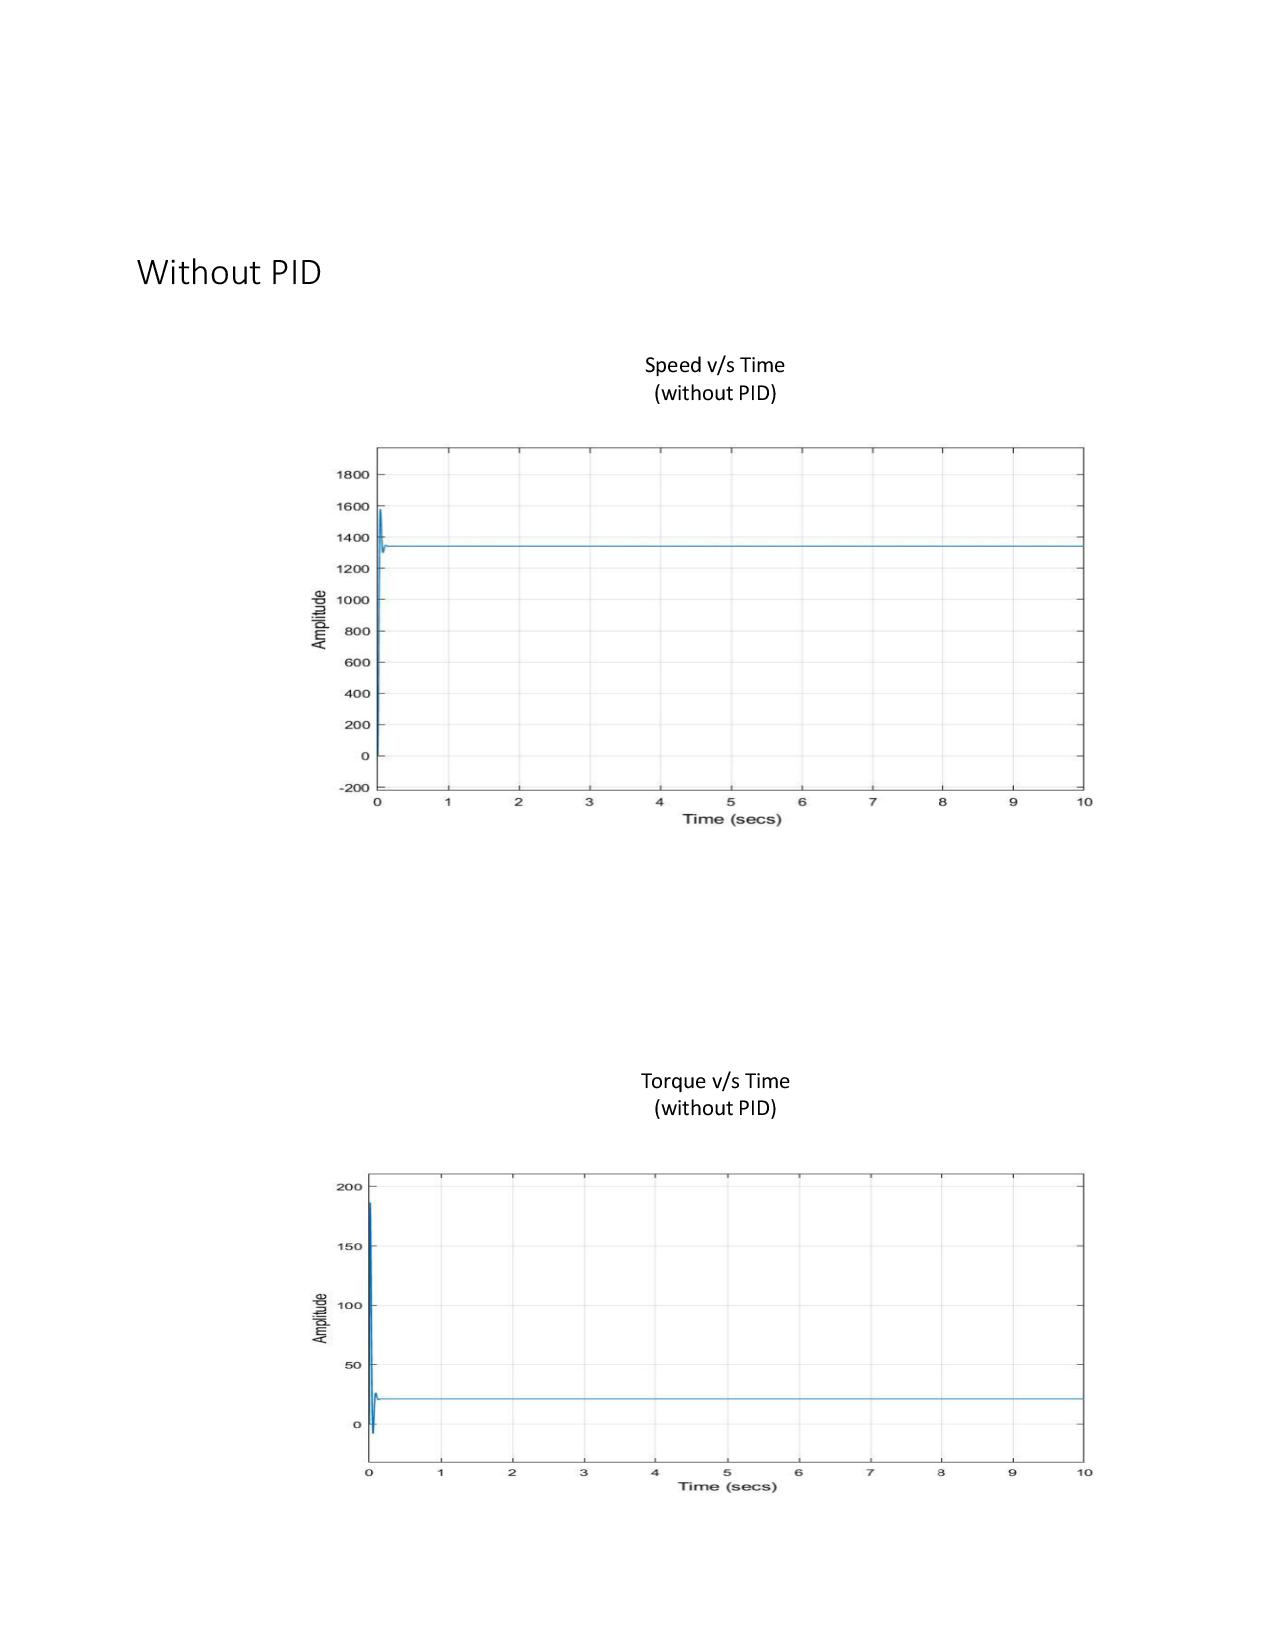 Without PID
Speed v/s Time
(without PID)
1800
1600
1400
1200
1000
800
600
400
200
0
-200
Amplitude
0 1 2 3 4 5 6 7 8 9 10
Time (secs)
Torque v/s Time
(without PID)
200
150
100
50
0
Amplitude
0 1 2 3 4 5 6 7 8 9 10
Time (secs)